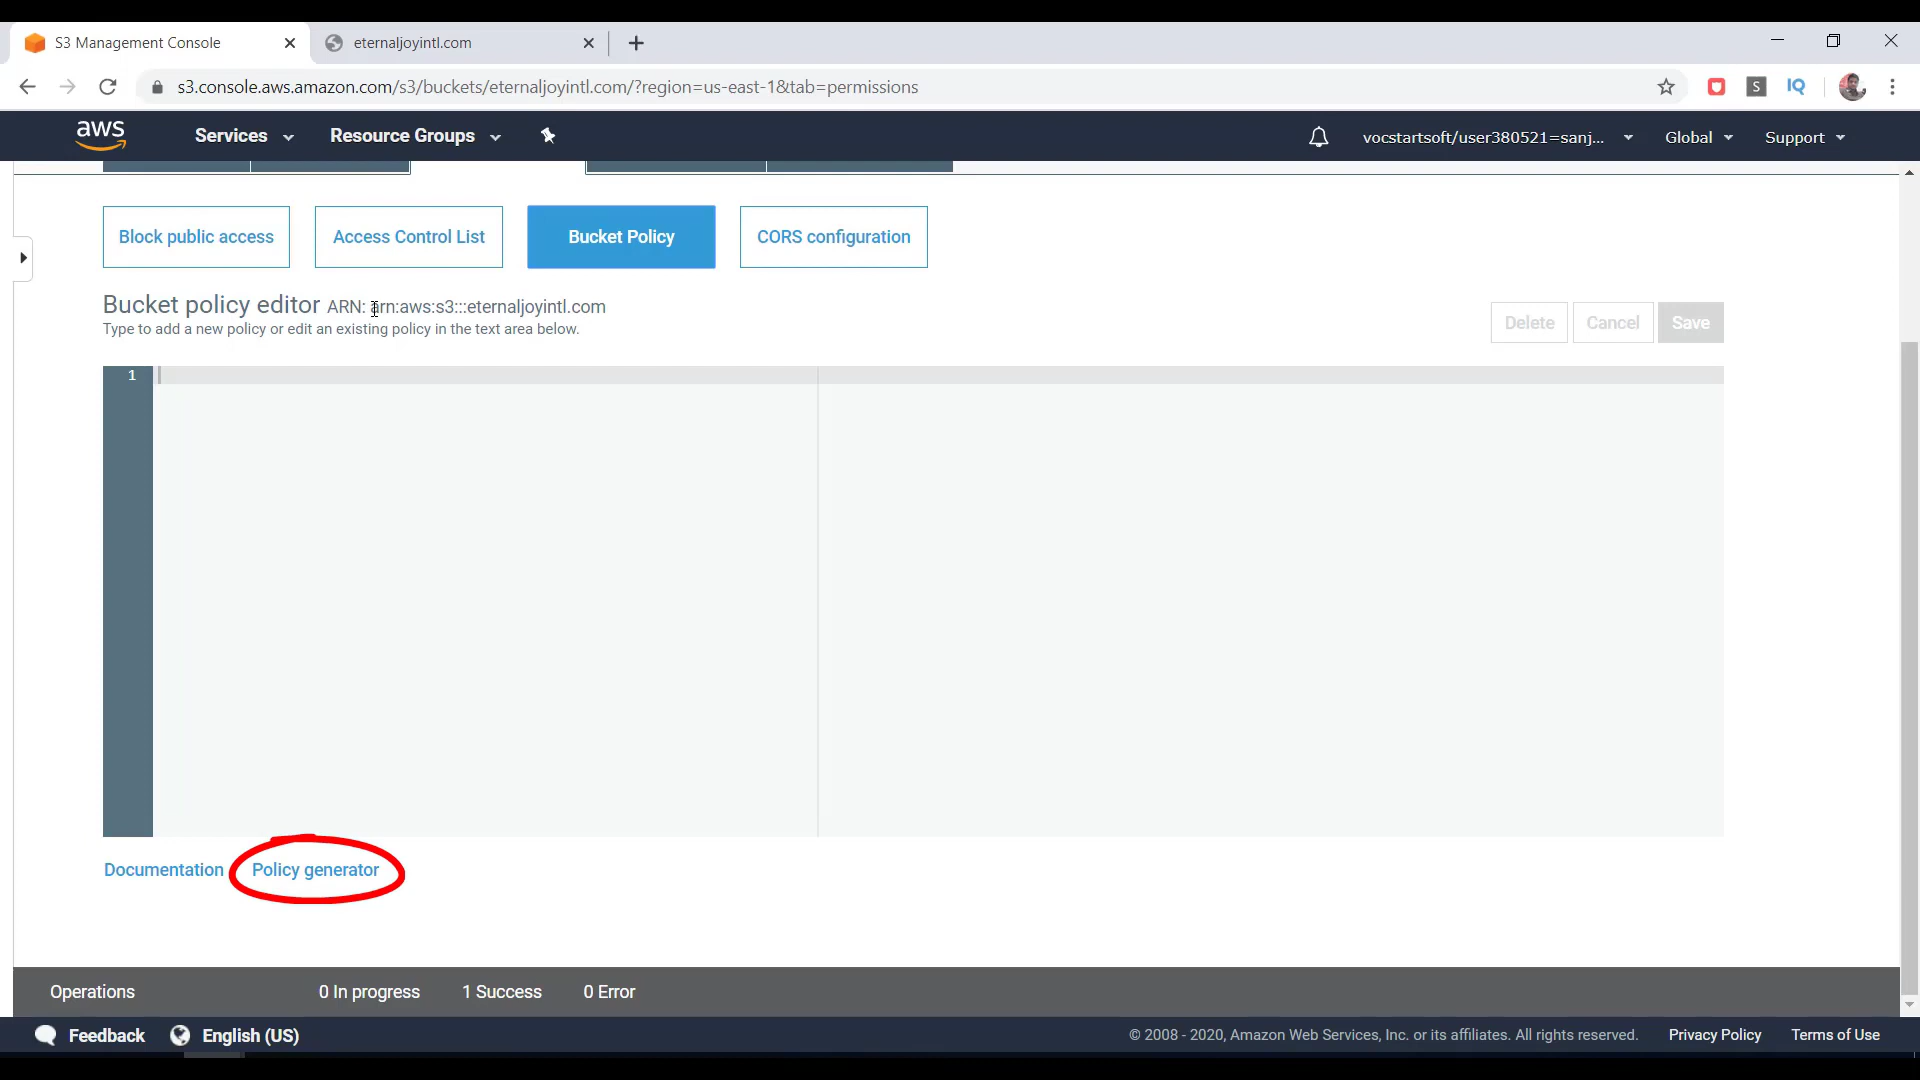 S3 Management Console
eternaljoyintl.com
s3.console.aws.amazon.com/s3/buckets/eternaljoyintl.com/?region=us-east-1&tab=permissions
S
IQ
aws
Services
Resource Groups
vocstartsoft/user380521=sanj...
Global
Support
Block public access
Access Control List
Bucket Policy
CORS configuration
Bucket policy editor ARN: arn:aws:s3:::eternaljoyintl.com
Type to add a new policy or edit an existing policy in the text area below.
Delete
Cancel
Save
1
Documentation
Policy generator
Operations
0 In progress
1 Success
0 Error
Feedback
English (US)
© 2008 - 2020, Amazon Web Services, Inc. or its affiliates. All rights reserved.
Privacy Policy
Terms of Use